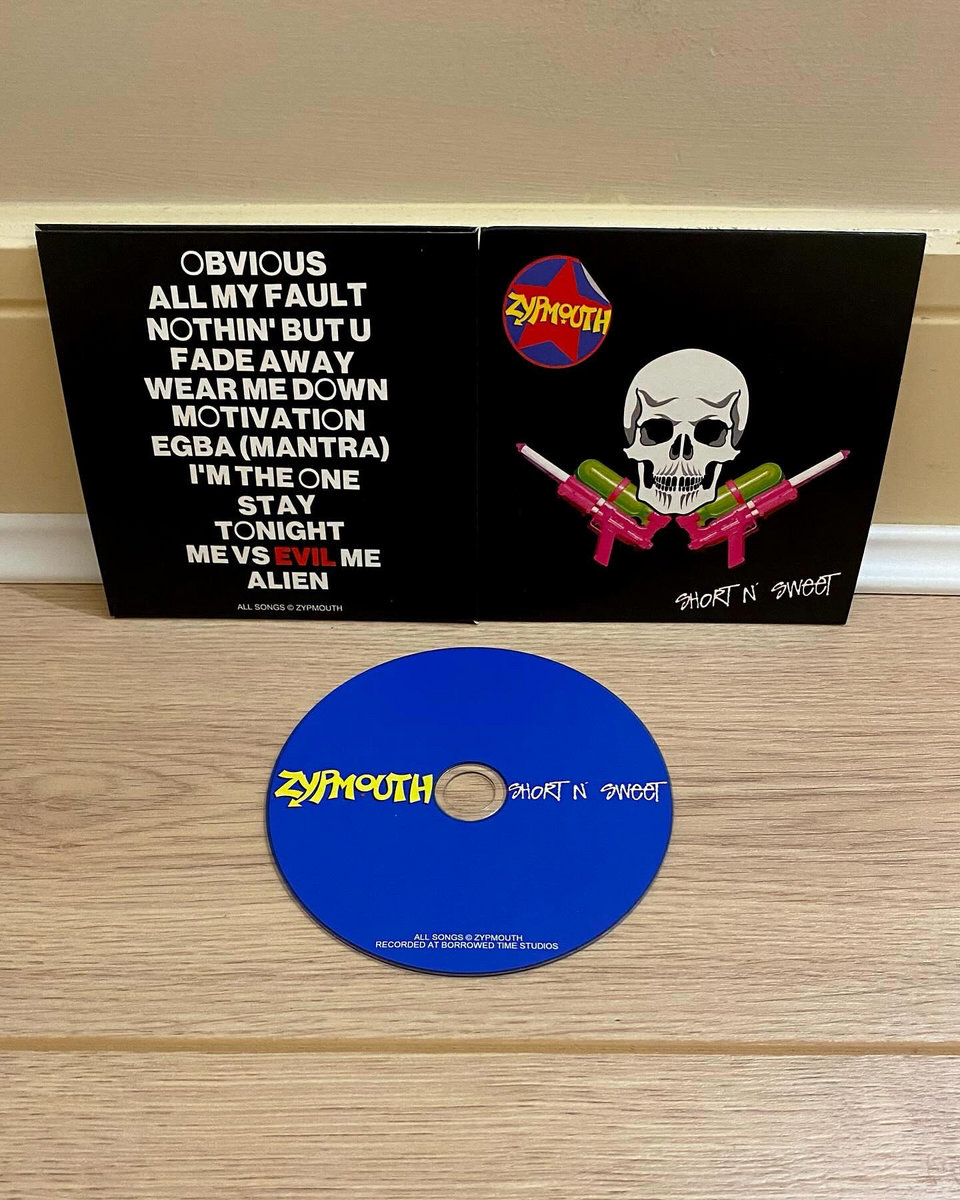 OBVIOUS
ALL MY FAULT
NOTHIN' BUT U
FADE AWAY
WEAR ME DOWN
MOTIVATION
EGBA (MANTRA)
I'M THE ONE
STAY
TONIGHT
ME VS EVIL ME
ALIEN
ALL SONGS © ZYPMOUTH
ZYPMOUTH
SHORT N' SWEET
ZYPMOUTH SHORT N' SWEET
ALL SONGS © ZYPMOUTH
RECORDED AT BORROWED TIME STUDIOS